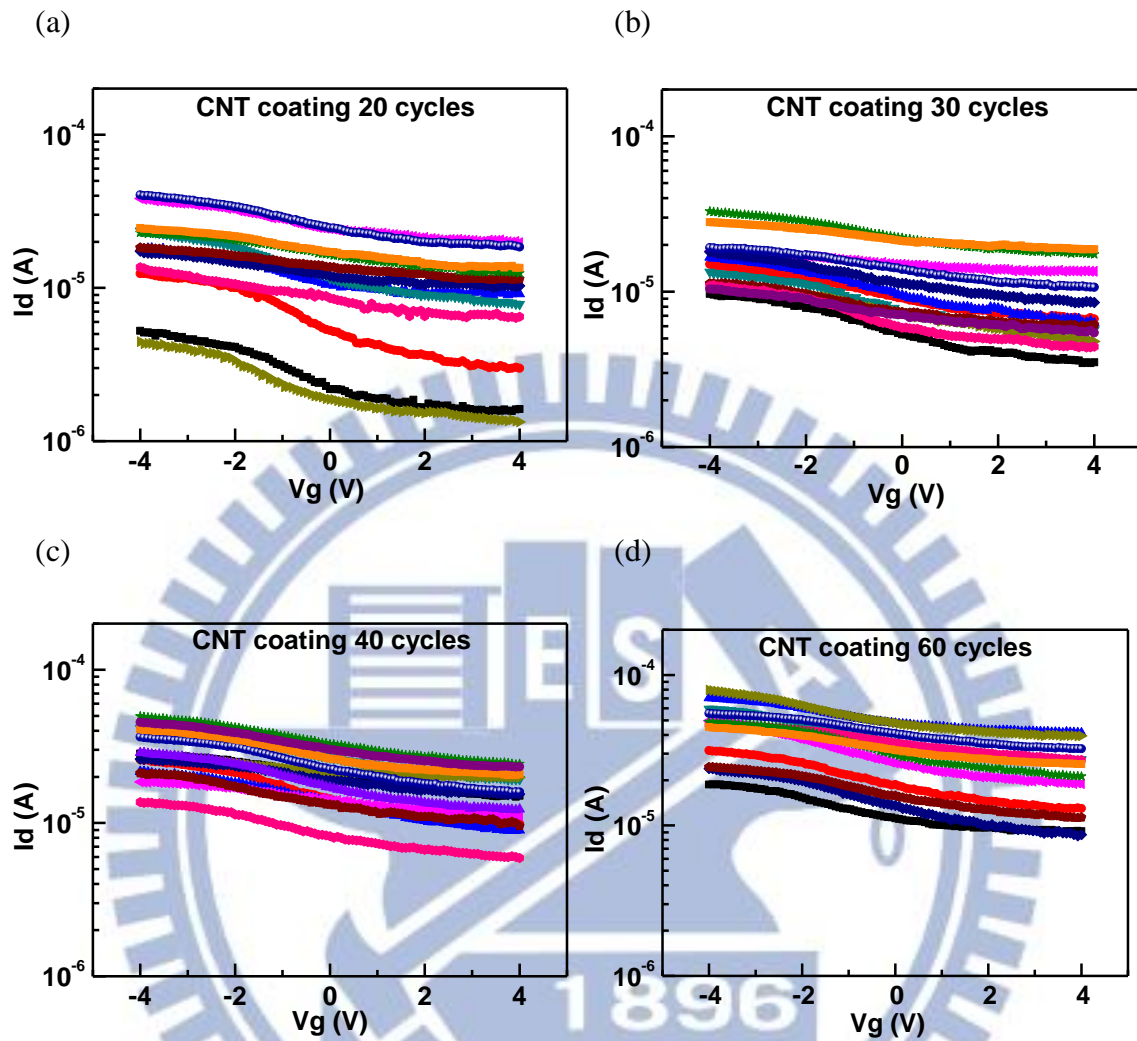 (a)
CNT coating 20 cycles
10^-4
10^-5
10^-6
Id (A)
-4 -2 0 2 4
Vg (V)
(b)
CNT coating 30 cycles
10^-4
10^-5
10^-6
Id (A)
-4 -2 0 2 4
Vg (V)
(c)
CNT coating 40 cycles
10^-4
10^-5
10^-6
Id (A)
-4 -2 0 2 4
Vg (V)
(d)
CNT coating 60 cycles
10^-4
10^-5
10^-6
Id (A)
-4 -2 0 2 4
Vg (V)
E S A
1896